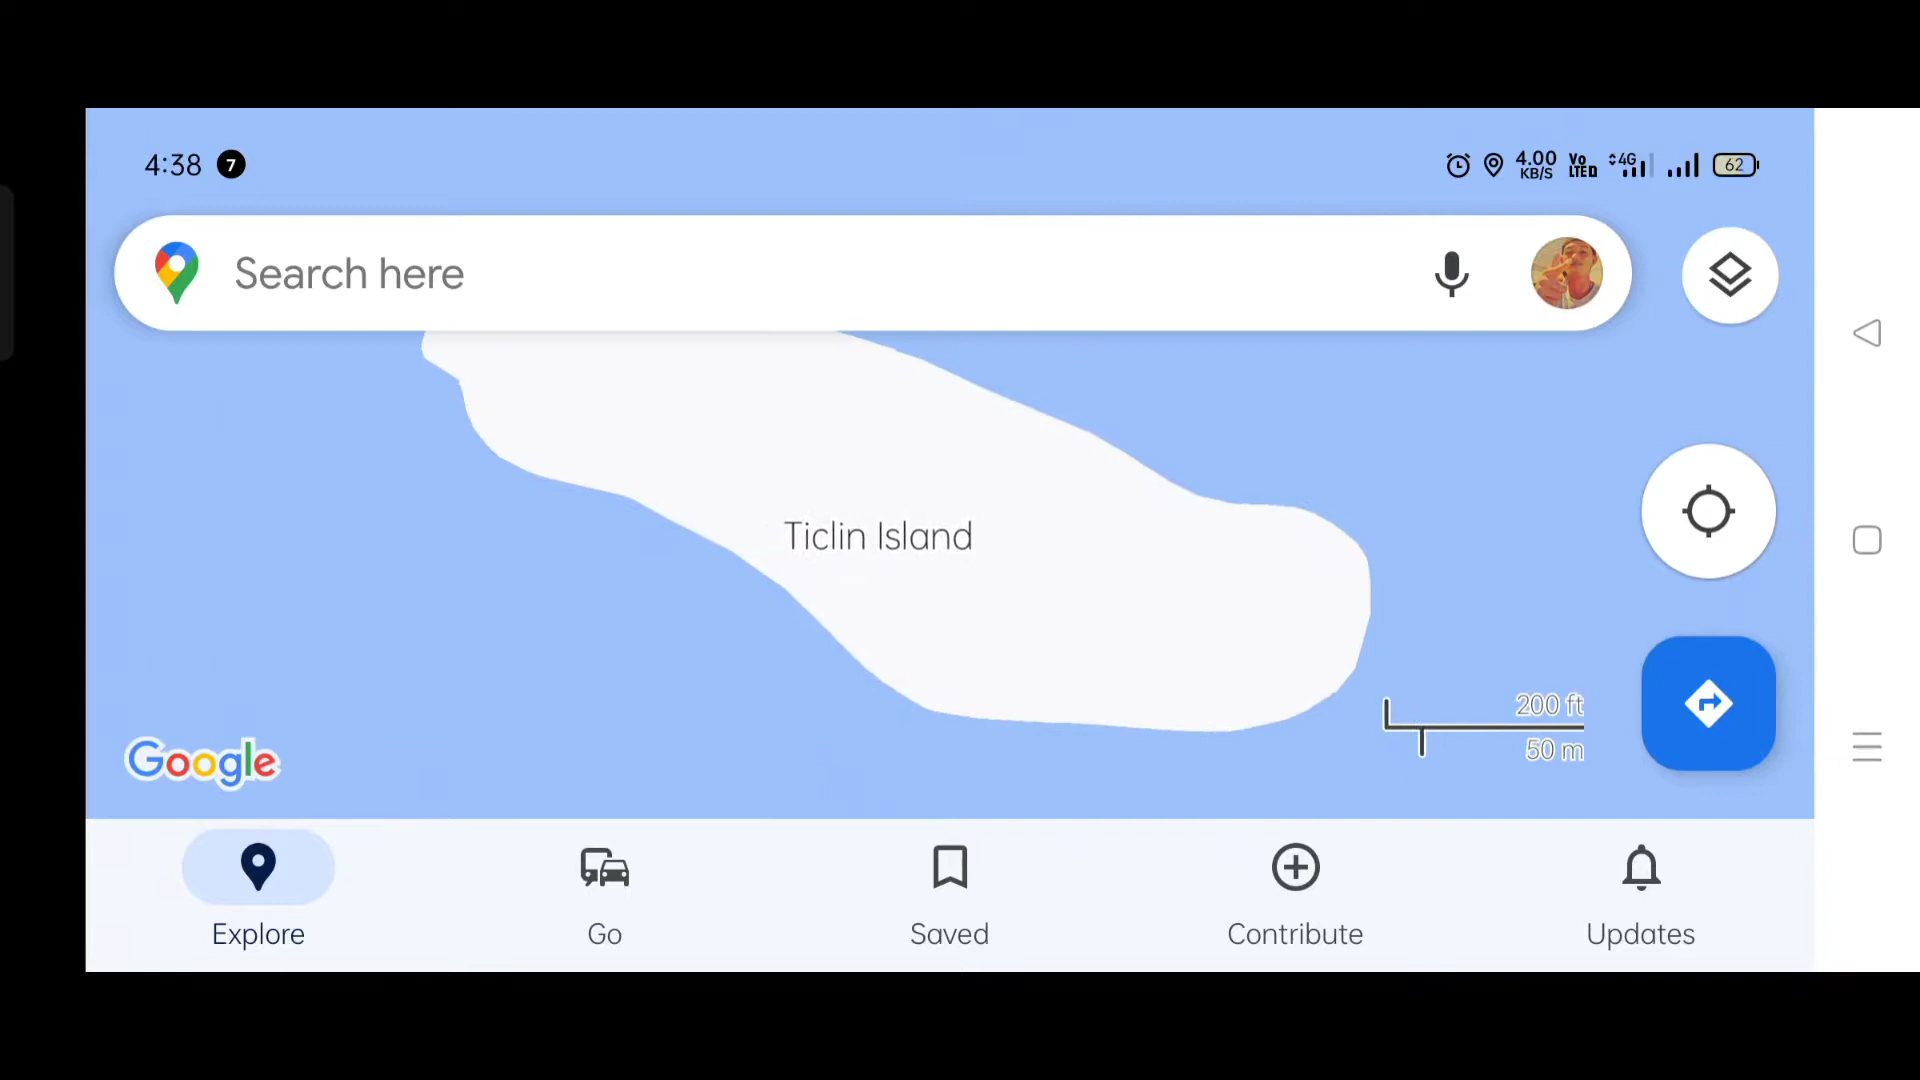 4:38 7
4.00 KB/S Vo LTE 4G 62
Search here
Ticlin Island
200 ft
50 m
Google
Explore Go Saved Contribute Updates